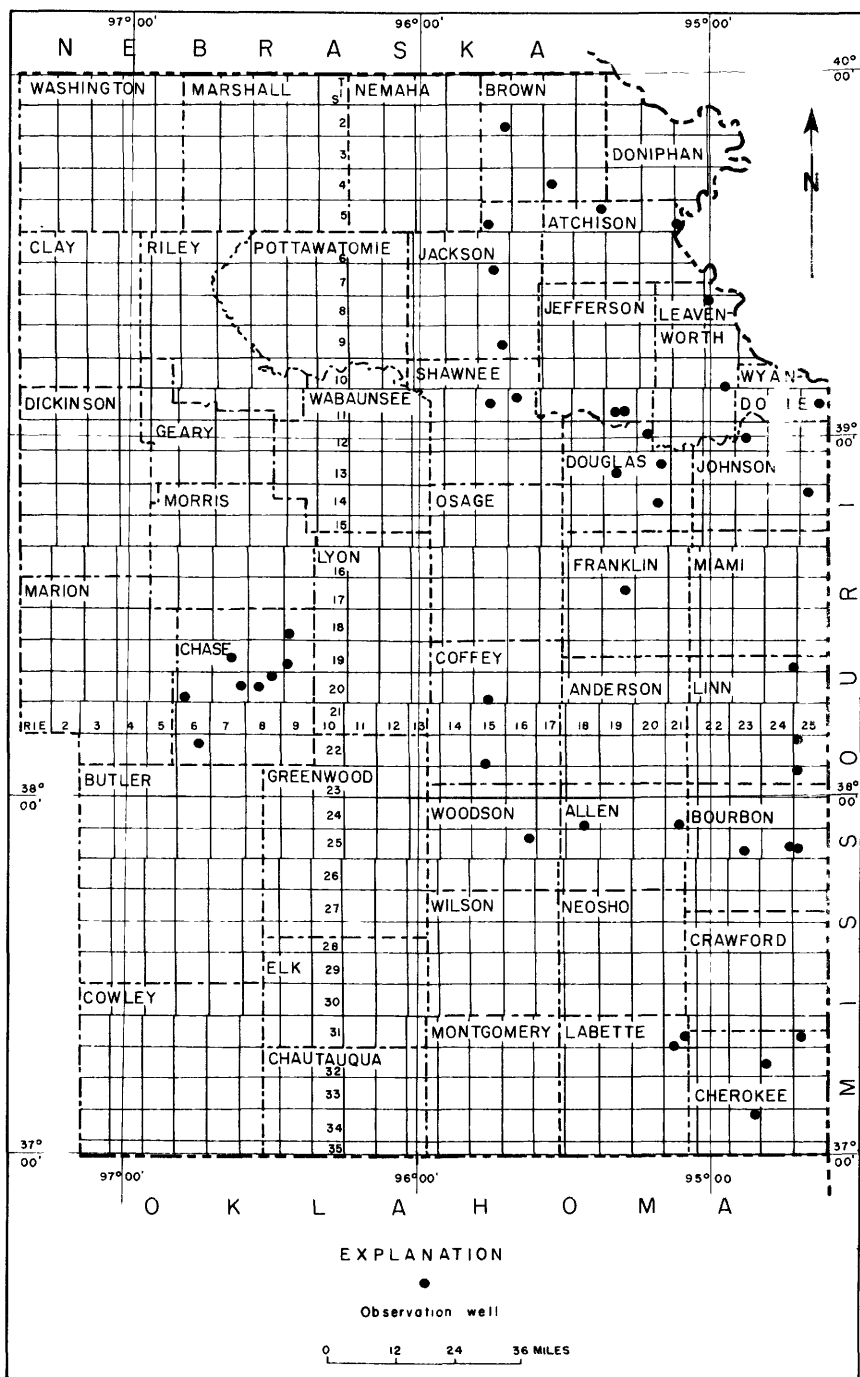 97° 00' 96° 00' 95° 00'
N E B R A S K A
40° 00'
WASHINGTON MARSHALL T NEMAHA BROWN
S 1
2
DONIPHAN
3
N
4
5 ATCHISON
CLAY RILEY POTTAWATOMIE JACKSON
6
7 JEFFERSON LEAVEN-
8 WORTH
9
10 SHAWNEE WYAN-
DICKINSON WABAUNSEE DOTTE
11
GEARY 39° 00'
12
DOUGLAS JOHNSON
13
MORRIS 14 OSAGE
15
LYON
FRANKLIN MIAMI
16
MARION 17
18
CHASE 19 COFFEY
20 ANDERSON LINN
21
R1E 2 3 4 5 6 7 8 9 10 11 12 13 14 15 16 17 18 19 20 21 22 23 24 25
22
BUTLER GREENWOOD
38° 00' 23 38° 00'
24 WOODSON ALLEN BOURBON
25
26
27 WILSON NEOSHO
28 CRAWFORD
ELK 29
COWLEY 30
31 MONTGOMERY LABETTE
CHAUTAUQUA 32
33 CHEROKEE
34
37° 00' 35 37° 00'
M I S S O U R I
97° 00' 96° 00' 95° 00'
O K L A H O M A
EXPLANATION
Observation well
0 12 24 36 MILES